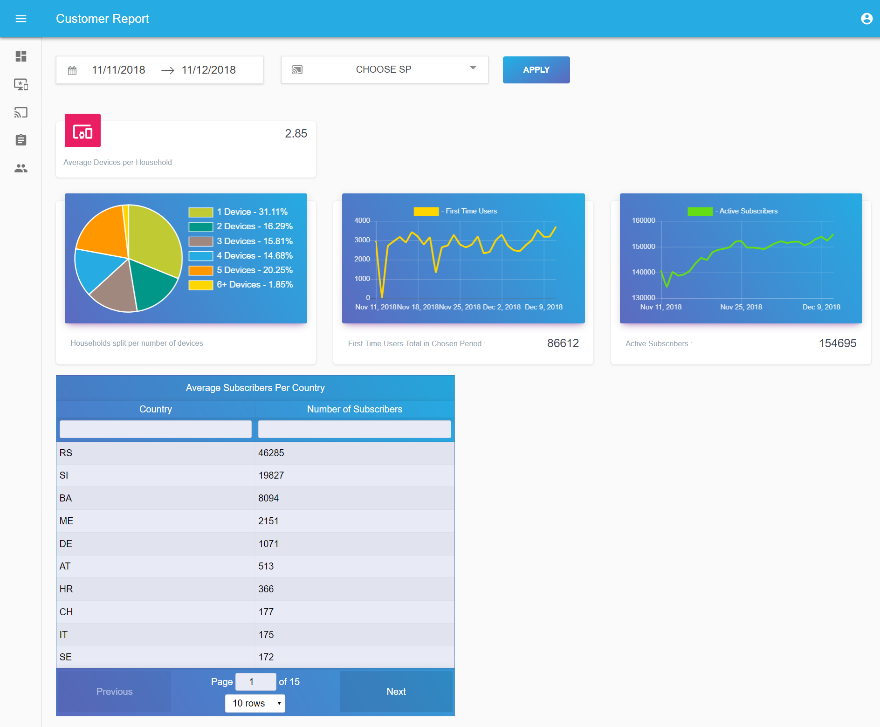 Customer Report
11/11/2018 → 11/12/2018
CHOOSE SP
APPLY
2.85
Average Devices per Household
1 Device - 31.11%
2 Devices - 16.29%
3 Devices - 15.81%
4 Devices - 14.68%
5 Devices - 20.25%
6+ Devices - 1.85%
Households split per number of devices
- First Time Users
4000
3000
2000
1000
0
Nov 11, 2018 Nov 18, 2018 Nov 25, 2018 Dec 2, 2018 Dec 9, 2018
First Time Users Total in Chosen Period :
86612
- Active Subscribers
160000
150000
140000
130000
Nov 11, 2018 Nov 25, 2018 Dec 9, 2018
Active Subscribers :
154695
Average Subscribers Per Country
Country Number of Subscribers
RS 46285
SI 19827
BA 8094
ME 2151
DE 1071
AT 513
HR 366
CH 177
IT 175
SE 172
Previous
Page 1 of 15
10 rows
Next